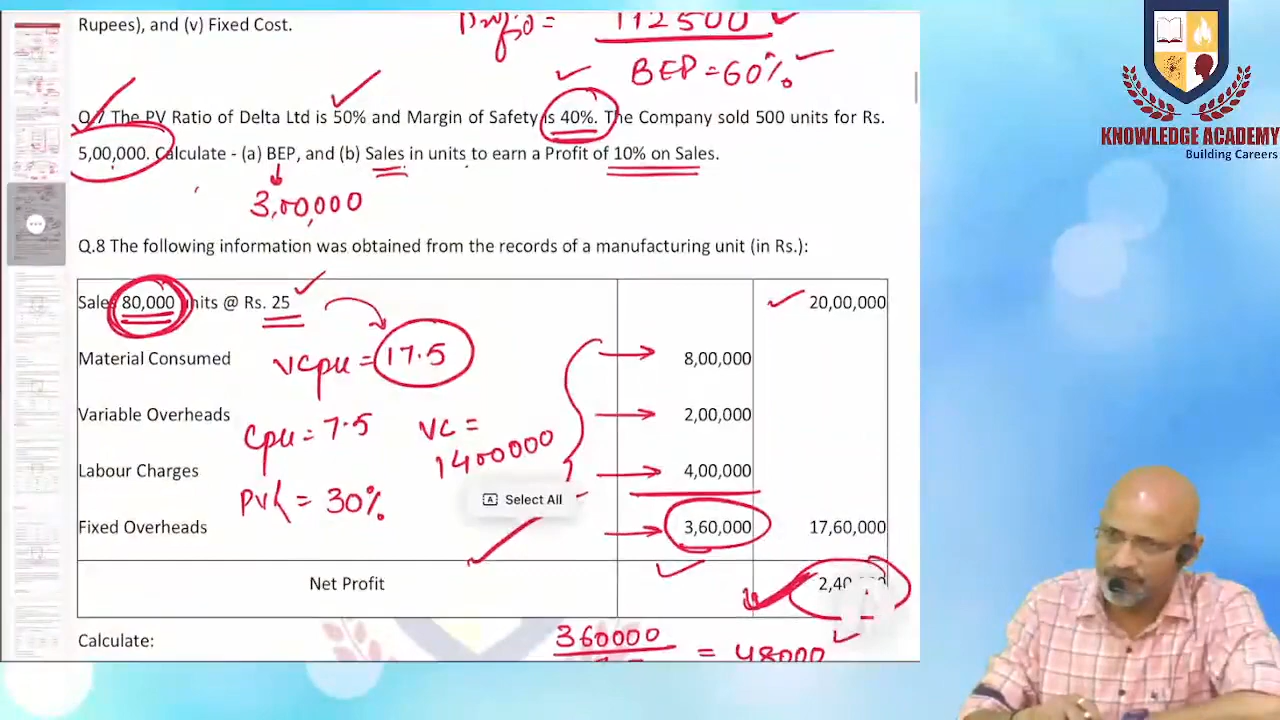 Rupees), and (v) Fixed Cost.
112500
BEP = 60%
Q.7 The PV Ratio of Delta Ltd is 50% and Margin of Safety is 40%. The Company sold 500 units for Rs.
5,00,000. Calculate - (a) BEP, and (b) Sales in units to earn a Profit of 10% on Sales.
3,00,000
Q.8 The following information was obtained from the records of a manufacturing unit (in Rs.):
Sales 80,000 units @ Rs. 25 20,00,000
vcpu = 17.5
Material Consumed 8,00,000
Variable Overheads 2,00,000
Cpu = 7.5
VC =
1400000
Labour Charges 4,00,000
PVR = 30%
Select All
Fixed Overheads 3,60,000 17,60,000
Net Profit
Calculate:
360000
= 48000
KNOWLEDGE ACADEMY
Building Careers